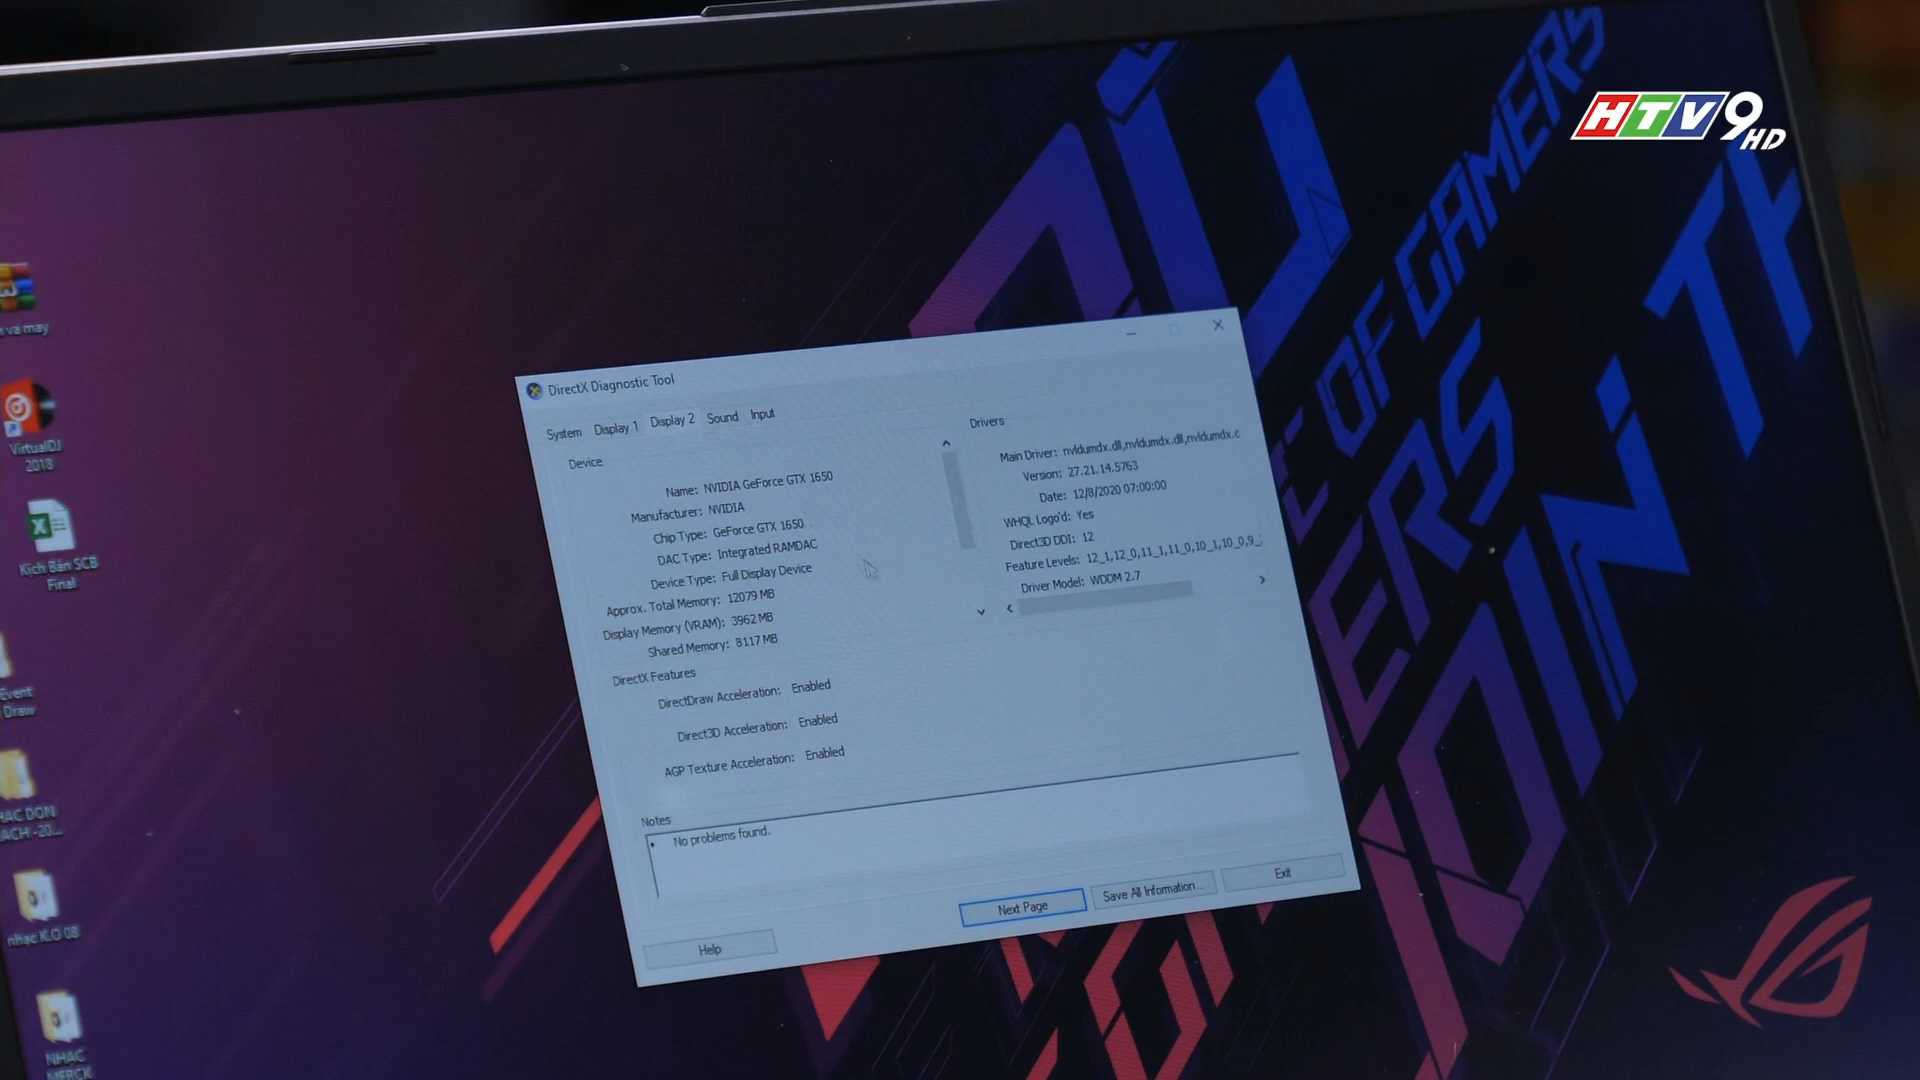 HTV9 HD
OF GAMERS
JOIN
VirtualDJ
2018
Kịch Bản SCB
Final
Event
Draw
nhạc K.O 08
NHAC
MERCK
DirectX Diagnostic Tool
System Display 1 Display 2 Sound Input
Device
Name: NVIDIA GeForce GTX 1650
Manufacturer: NVIDIA
Chip Type: GeForce GTX 1650
DAC Type: Integrated RAMDAC
Device Type: Full Display Device
Approx. Total Memory: 12079 MB
Display Memory (VRAM): 3962 MB
Shared Memory: 8117 MB
Drivers
Main Driver: nvldumdx.dll,nvldumdx.dll,nvldumdx.c
Version: 27.21.14.5763
Date: 12/8/2020 07:00:00
WHQL Logo'd: Yes
Direct3D DDI: 12
Feature Levels: 12_1,12_0,11_1,11_0,10_1,10_0,9_
Driver Model: WDDM 2.7
DirectX Features
DirectDraw Acceleration: Enabled
Direct3D Acceleration: Enabled
AGP Texture Acceleration: Enabled
Notes
No problems found.
Help
Next Page
Save All Information...
Exit